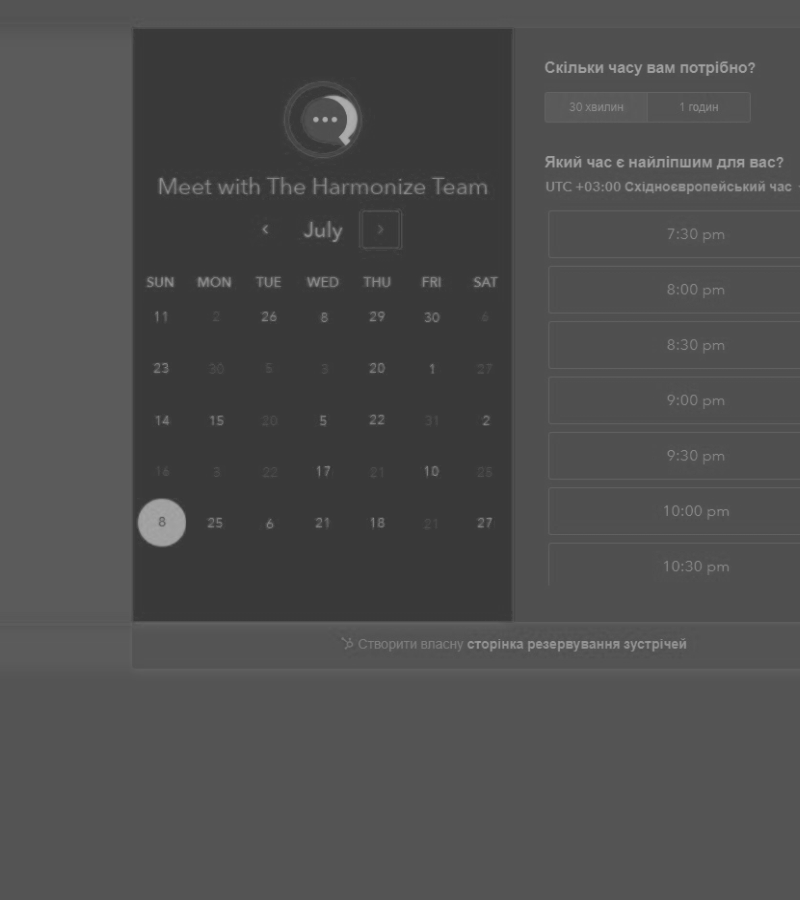 Meet with The Harmonize Team
July
SUN MON TUE WED THU FRI SAT
11 2 26 8 29 30 6
23 30 5 3 20 1 27
14 15 20 5 22 31 2
16 3 22 17 21 10 25
8 25 6 21 18 21 27
Скільки часу вам потрібно?
30 хвилин 1 годин
Який час є найліпшим для вас?
UTC +03:00 Східноєвропейський час
7:30 pm
8:00 pm
8:30 pm
9:00 pm
9:30 pm
10:00 pm
10:30 pm
Створити власну сторінка резервування зустрічей